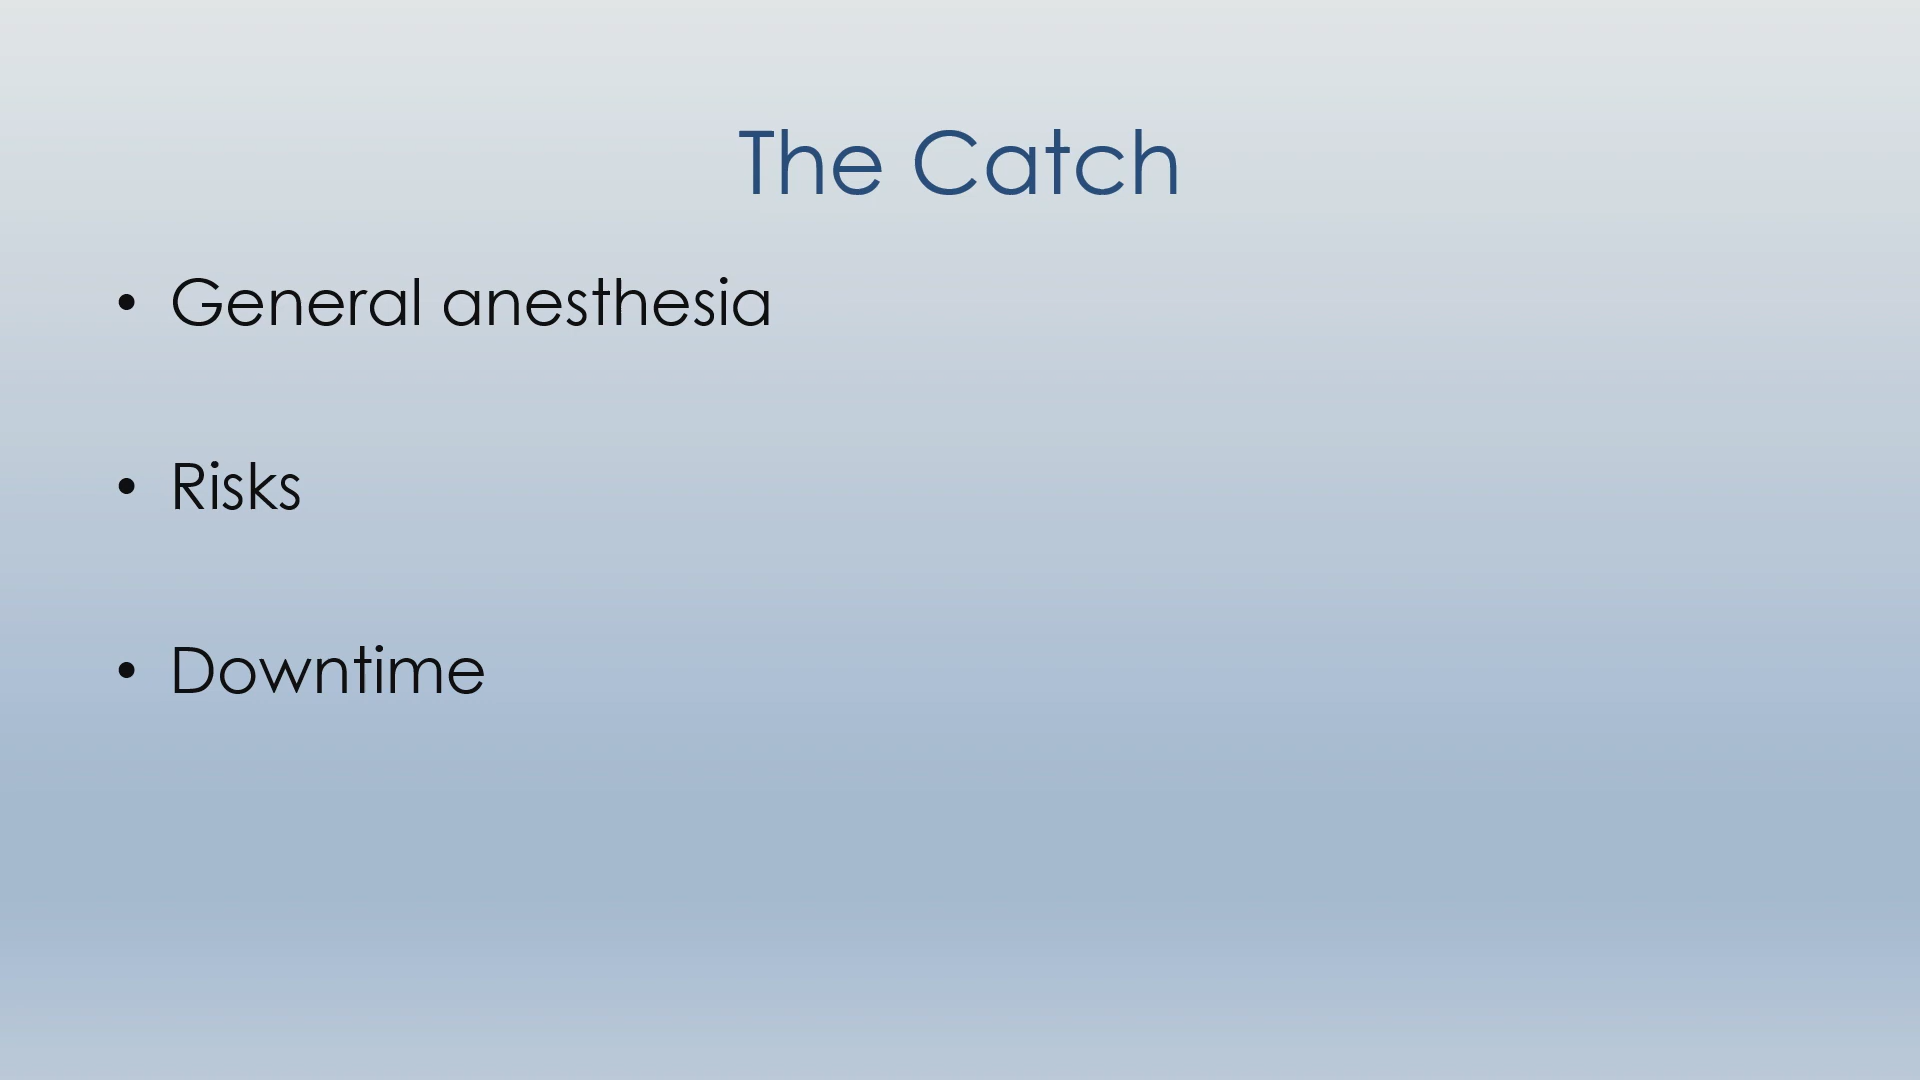 The Catch
• General anesthesia
• Risks
• Downtime